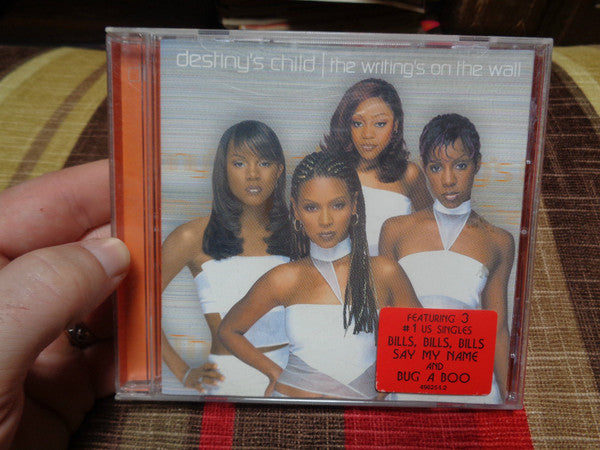 destiny's child | the writing's on the wall
FEATURING 3
#1 US SINGLES
BILLS, BILLS, BILLS
SAY MY NAME
AND
BUG A BOO